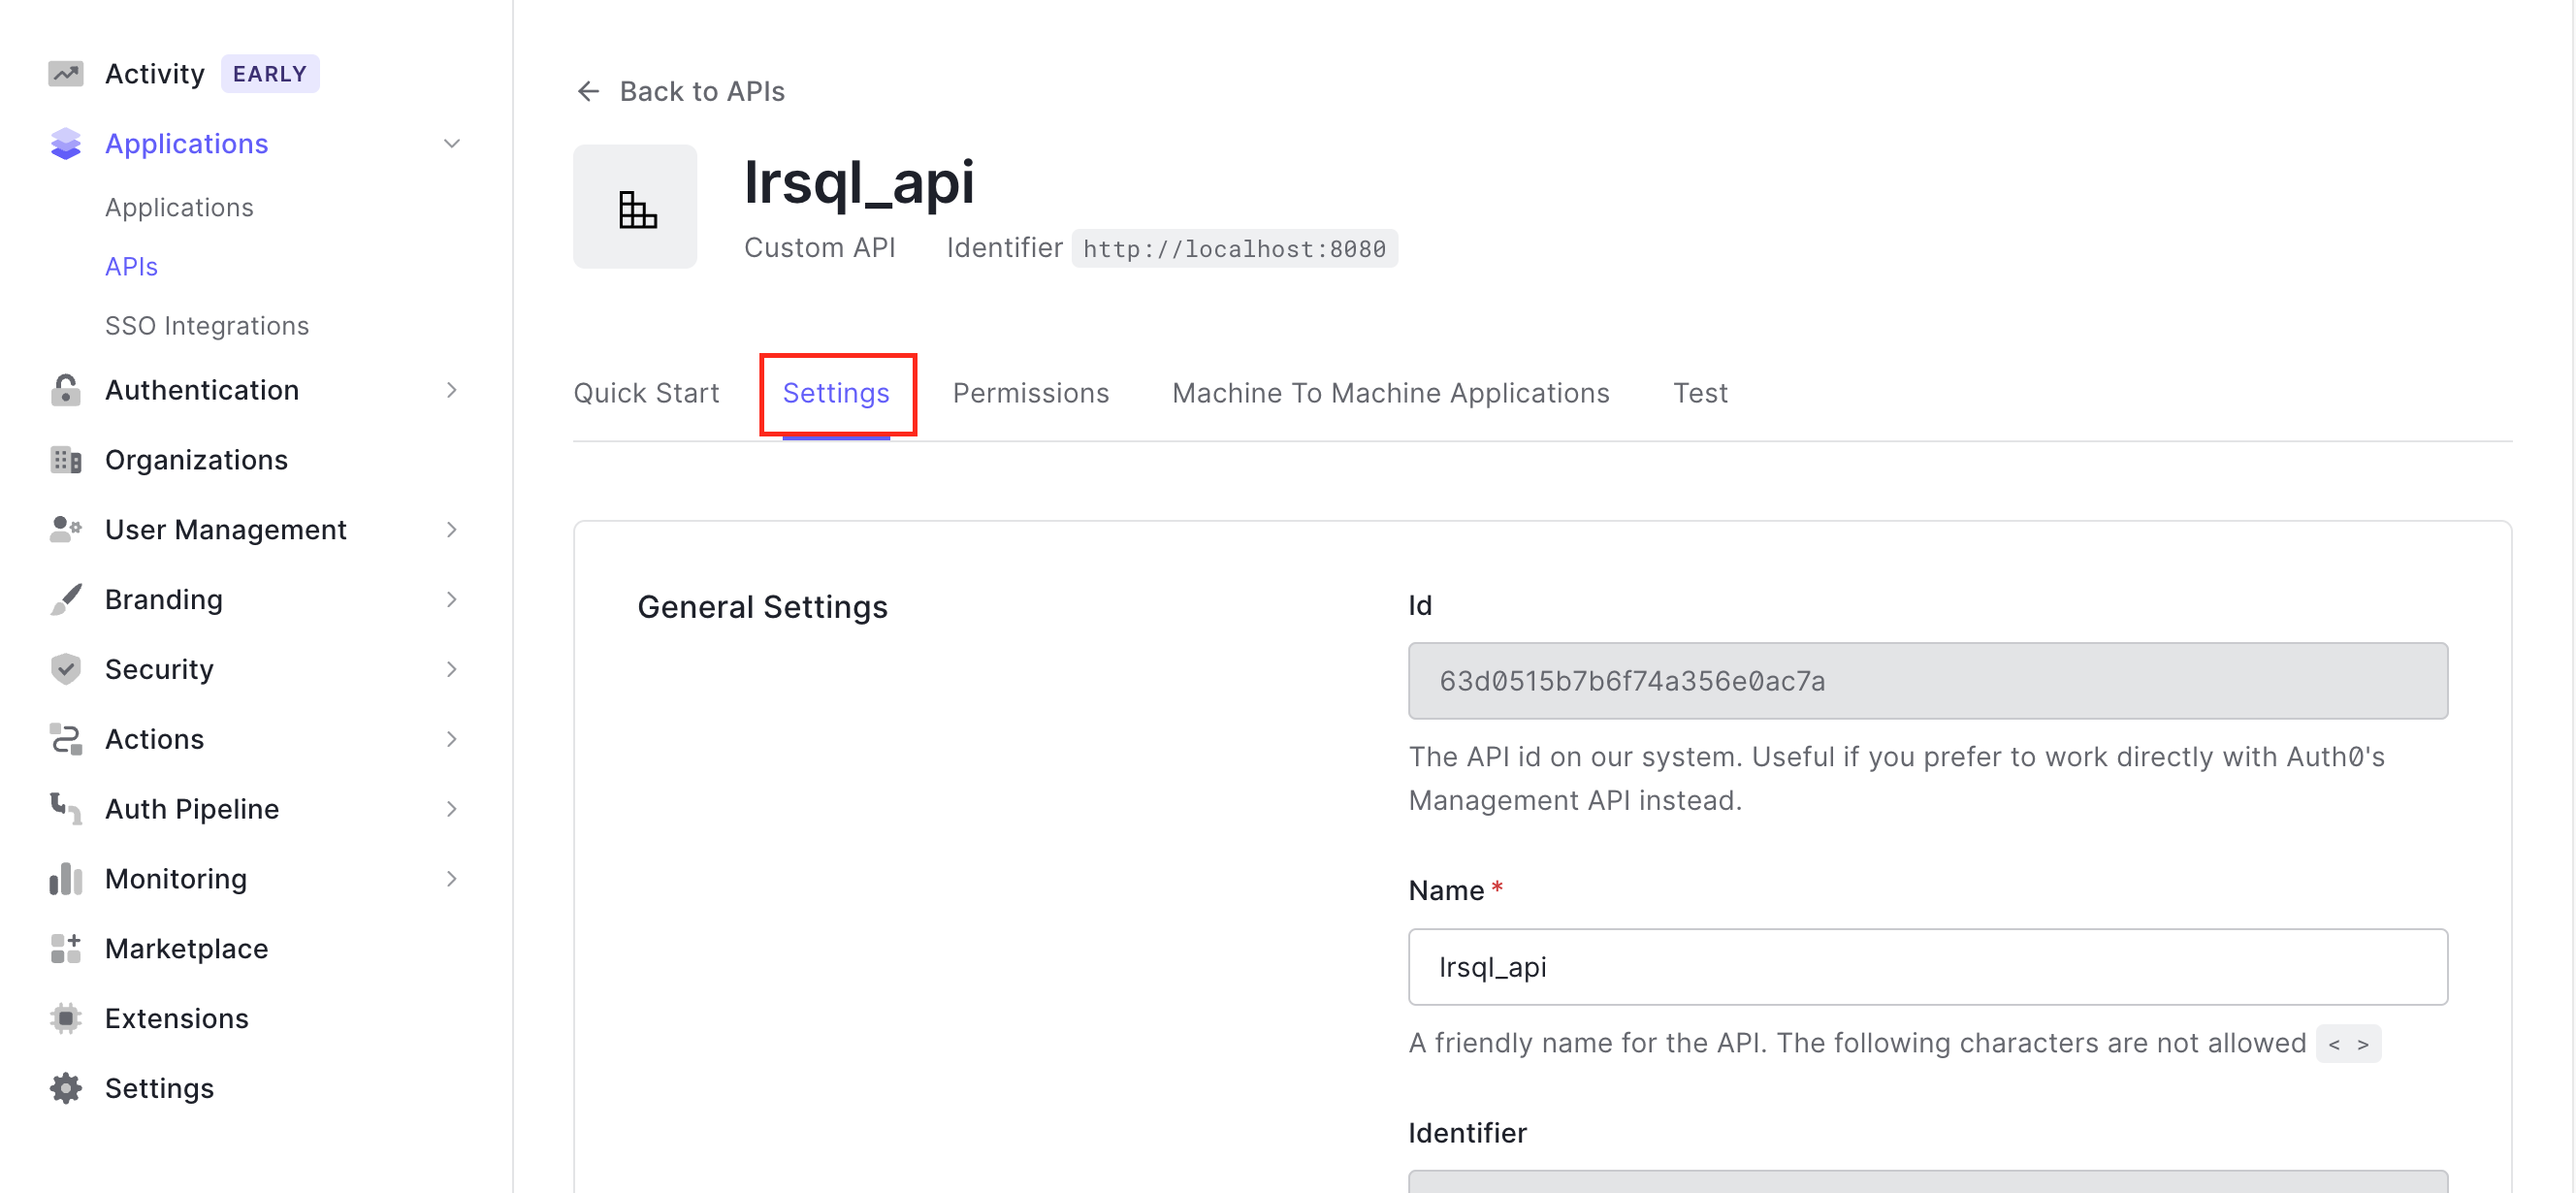 Activity EARLY
Applications
Applications
APIs
SSO Integrations
Authentication
Organizations
User Management
Branding
Security
Actions
Auth Pipeline
Monitoring
Marketplace
Extensions
Settings
Back to APIs
lrsql_api
Custom API Identifier http://localhost:8080
Quick Start Settings Permissions Machine To Machine Applications Test
General Settings
Id
63d0515b7b6f74a356e0ac7a
The API id on our system. Useful if you prefer to work directly with Auth0's
Management API instead.
Name *
lrsql_api
A friendly name for the API. The following characters are not allowed < >
Identifier